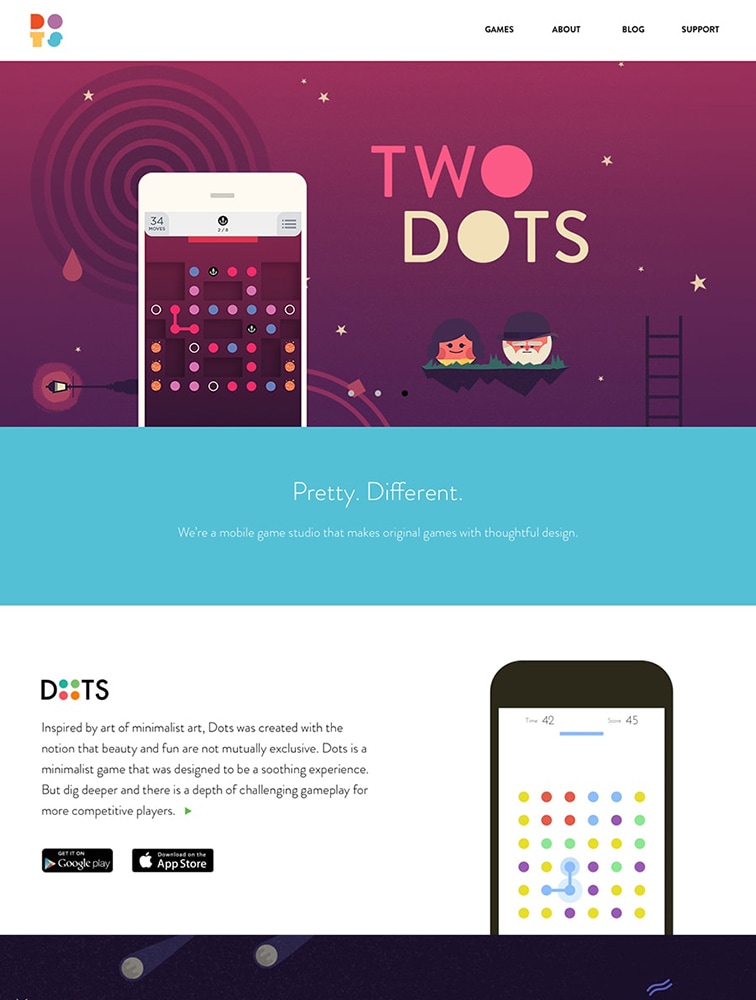 DOTS
GAMES ABOUT BLOG SUPPORT
TWO
DOTS
34
MOVES
2 / 8
Pretty. Different.
We're a mobile game studio that makes original games with thoughtful design.
DOTS
Inspired by art of minimalist art, Dots was created with the
notion that beauty and fun are not mutually exclusive. Dots is a
minimalist game that was designed to be a soothing experience.
But dig deeper and there is a depth of challenging gameplay for
more competitive players.
GET IT ON
Google play
Download on the
App Store
Time 42 Score 45